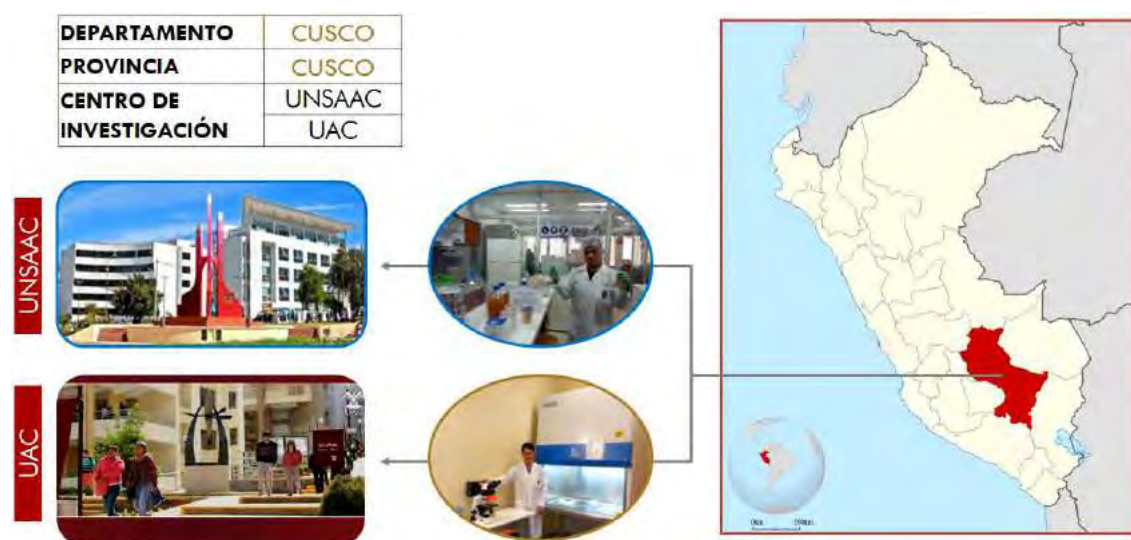 DEPARTAMENTO CUSCO
PROVINCIA CUSCO
CENTRO DE INVESTIGACIÓN UNSAAC
UAC
UNSAAC
UAC